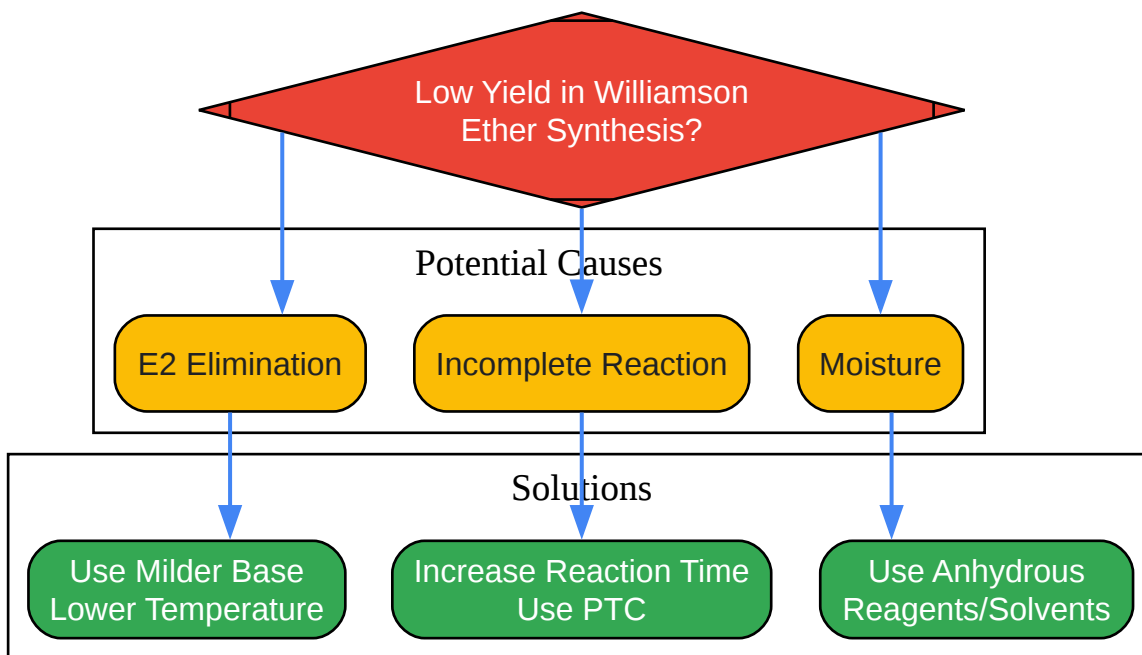 Low Yield in Williamson
Ether Synthesis?
Potential Causes
E2 Elimination
Incomplete Reaction
Moisture
Solutions
Use Milder Base
Lower Temperature
Increase Reaction Time
Use PTC
Use Anhydrous
Reagents/Solvents